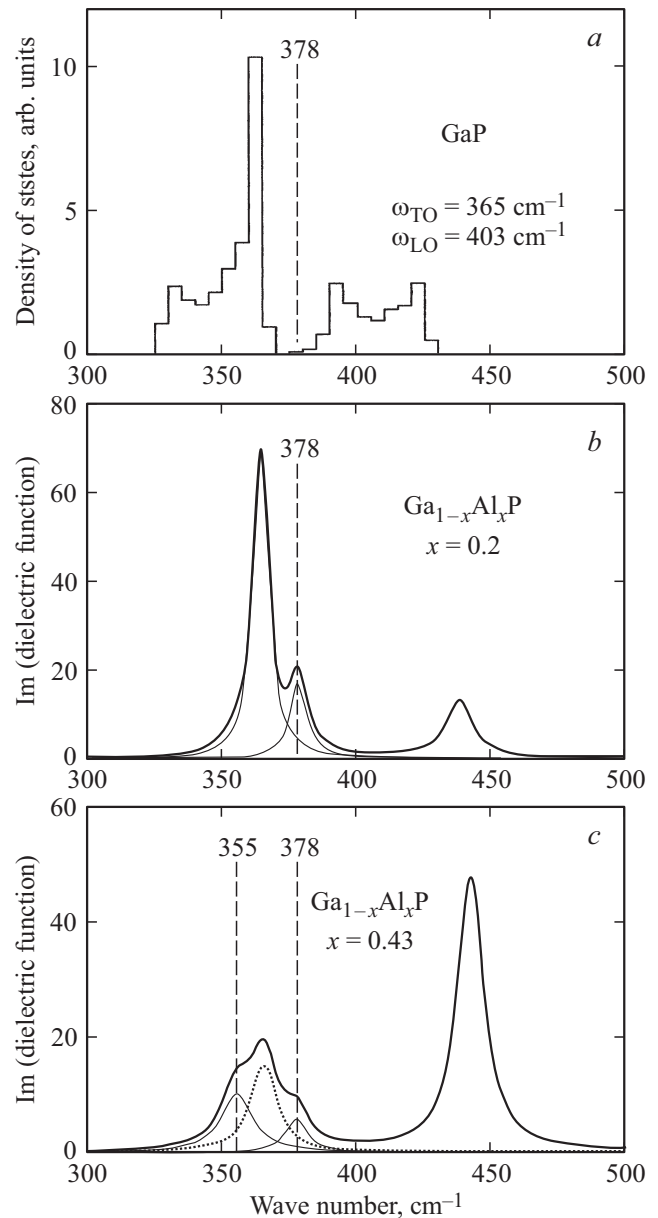 a
378
GaP
ω_TO = 365 cm⁻¹
ω_LO = 403 cm⁻¹
Density of ststes, arb. units
10
5
0
300 350 400 450 500
b
378
Ga₁₋ₓAlₓP
x = 0.2
Im (dielectric function)
80
60
40
20
0
300 350 400 450 500
c
355 378
Ga₁₋ₓAlₓP
x = 0.43
Im (dielectric function)
60
40
20
0
300 350 400 450 500
Wave number, cm⁻¹